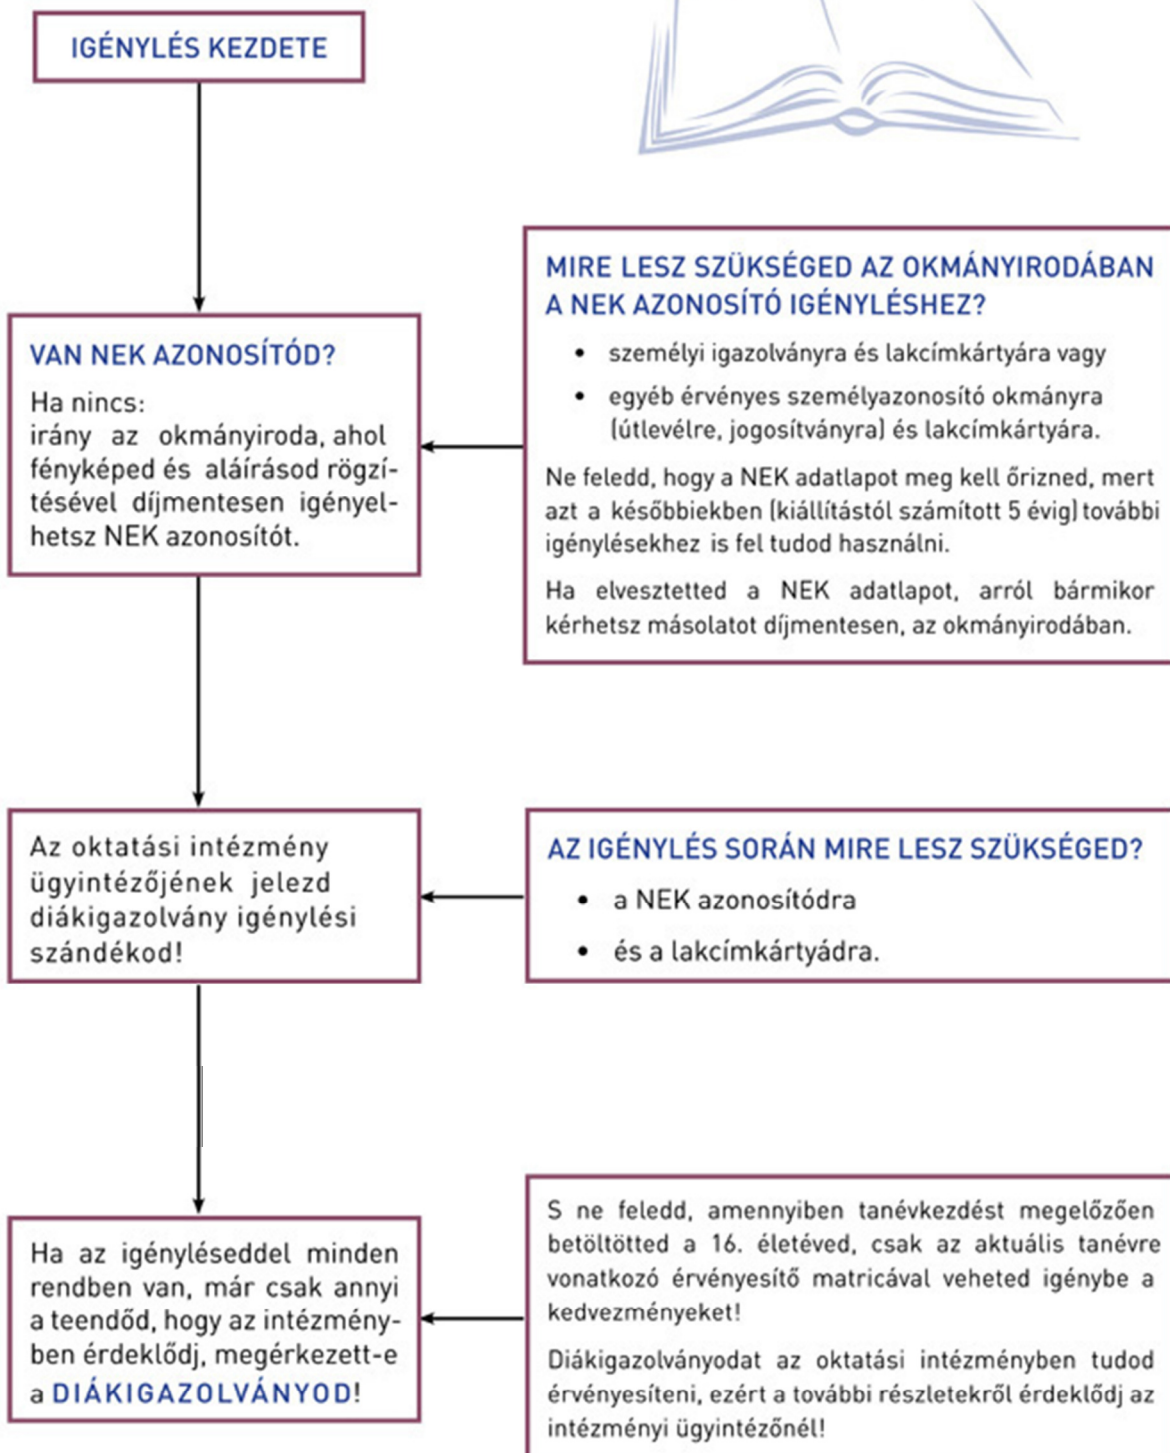 IGÉNYLÉS KEZDETE
VAN NEK AZONOSÍTÓD?
Ha nincs:
irány az okmányiroda, ahol
fényképed és aláírásod rögzí-
tésével díjmentesen igényel-
hetsz NEK azonosítót.
MIRE LESZ SZÜKSÉGED AZ OKMÁNYIRODÁBAN
A NEK AZONOSÍTÓ IGÉNYLÉSHEZ?
• személyi igazolványra és lakcímkártyára vagy
• egyéb érvényes személyazonosító okmányra
(útlevélre, jogosítványra) és lakcímkártyára.
Ne feledd, hogy a NEK adatlapot meg kell őrizned, mert
azt a későbbiekben (kiállítástól számított 5 évig) további
igénylésekhez is fel tudod használni.
Ha elvesztetted a NEK adatlapot, arról bármikor
kérhetsz másolatot díjmentesen, az okmányirodában.
Az oktatási intézmény
ügyintézőjének jelezd
diákigazolvány igénylési
szándékod!
AZ IGÉNYLÉS SORÁN MIRE LESZ SZÜKSÉGED?
• a NEK azonosítódra
• és a lakcímkártyádra.
Ha az igényléseddel minden
rendben van, már csak annyi
a teendőd, hogy az intézmény-
ben érdeklődj, megérkezett-e
a DIÁKIGAZOLVÁNYOD!
S ne feledd, amennyiben tanévkezdést megelőzően
betöltötted a 16. életéved, csak az aktuális tanévre
vonatkozó érvényesítő matricával veheted igénybe a
kedvezményeket!
Diákigazolványodat az oktatási intézményben tudod
érvényesíteni, ezért a további részletekről érdeklődj az
intézményi ügyintézőnél!